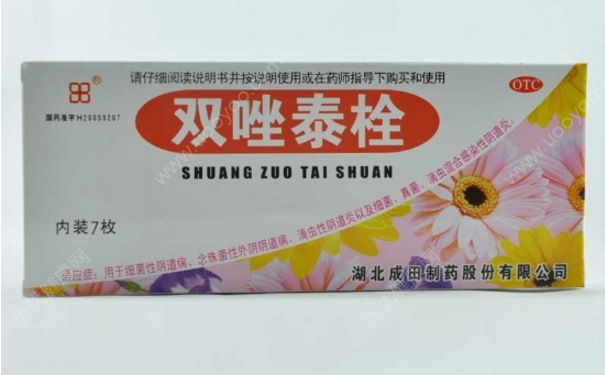 请仔细阅读说明书并按说明使用或在药师指导下购买和使用
OTC
®
国药准字H20059207
双唑泰栓
SHUANG ZUO TAI SHUAN
内装7枚
适应症：用于细菌性阴道病、念珠菌性外阴阴道病、滴虫性阴道炎以及细菌、真菌、滴虫混合感染性阴道炎。
湖北成田制药股份有限公司
www.uooyoo.com